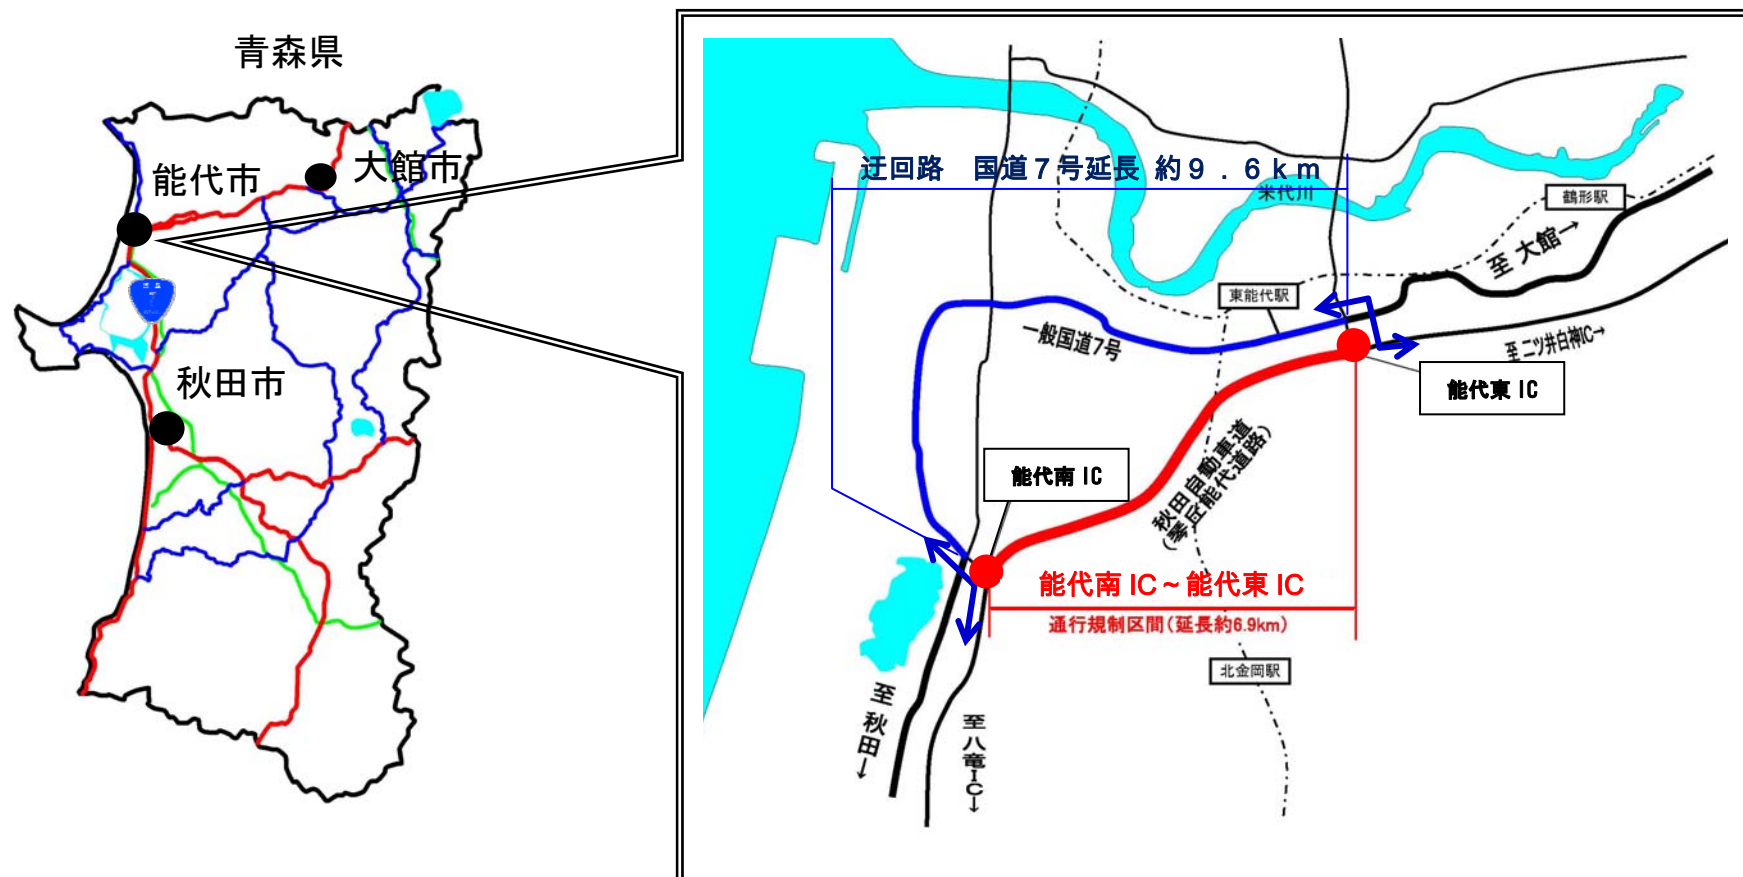 青森県
能代市
大館市
秋田市
迂回路 国道7号延長 約9.6km
米代川
鶴形駅
至 大館→
東能代駅
一般国道7号
至 二ツ井白神IC→
能代東 IC
能代南 IC
秋田自動車道
(琴丘能代道路)
能代南 IC~能代東 IC
通行規制区間(延長約6.9km)
北金岡駅
至 秋田→
至 八竜IC→